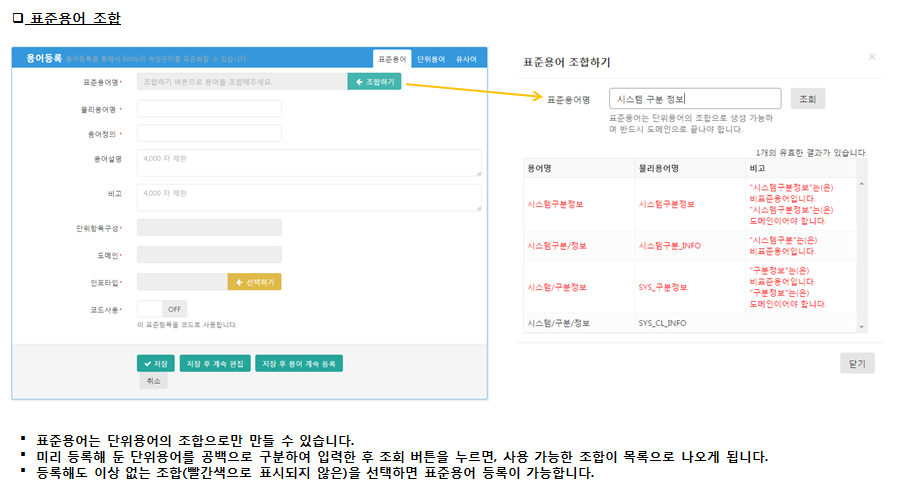 표준용어 조합
용어등록 용어등록을 통해서 Entity의 속성관리를 표준화할 수 있습니다.
표준용어 단위용어 유사어
표준용어명* 조합하기 버튼으로 용어를 조합해주세요. 조합하기
물리용어명 *
용어정의 *
용어설명 4,000 자 제한
비고 4,000 자 제한
단위항목구성*
도메인*
인포타입* 선택하기
코드사용* OFF
이 표준항목을 코드로 사용합니다.
저장 저장 후 계속 편집 저장 후 용어 계속 등록
취소
표준용어 조합하기 ×
표준용어명 시스템 구분 정보 조회
표준용어는 단위용어의 조합으로 생성 가능하
며 반드시 도메인으로 끝나야 합니다.
1개의 유효한 결과가 있습니다.
용어명 물리용어명 비고
시스템구분정보 시스템구분정보 "시스템구분정보"는(은)
비표준용어입니다.
"시스템구분정보"는(은)
도메인이어야 합니다.
시스템구분/정보 시스템구분_INFO "시스템구분"는(은)
비표준용어입니다.
시스템/구분정보 SYS_구분정보 "구분정보"는(은)
비표준용어입니다.
"구분정보"는(은)
도메인이어야 합니다.
시스템/구분/정보 SYS_CL_INFO
닫기
표준용어는 단위용어의 조합으로만 만들 수 있습니다.
미리 등록해 둔 단위용어를 공백으로 구분하여 입력한 후 조회 버튼을 누르면, 사용 가능한 조합이 목록으로 나오게 됩니다.
등록해도 이상 없는 조합(빨간색으로 표시되지 않은)을 선택하면 표준용어 등록이 가능합니다.